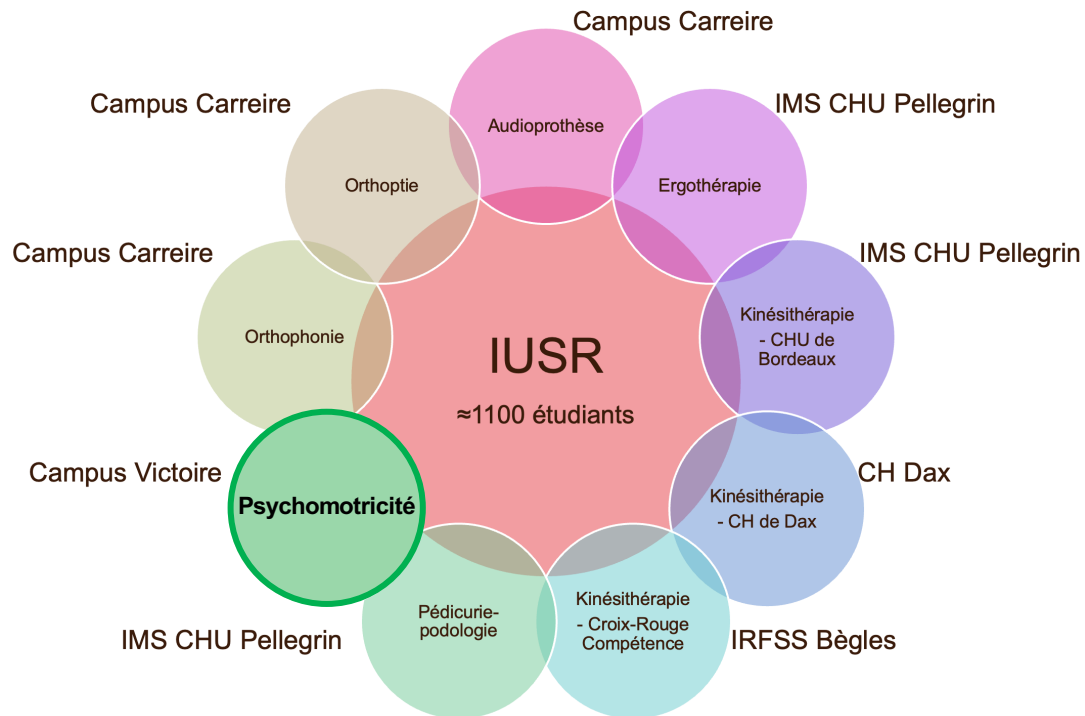 Campus Carreire
Audioprothèse
IMS CHU Pellegrin
Ergothérapie
IMS CHU Pellegrin
Kinésithérapie
- CHU de
Bordeaux
CH Dax
Kinésithérapie
- CH de Dax
IRFSS Bègles
Kinésithérapie
- Croix-Rouge
Compétence
IMS CHU Pellegrin
Pédicurie-
podologie
Campus Victoire
Psychomotricité
Campus Carreire
Orthophonie
Campus Carreire
Orthoptie
IUSR
≈1100 étudiants